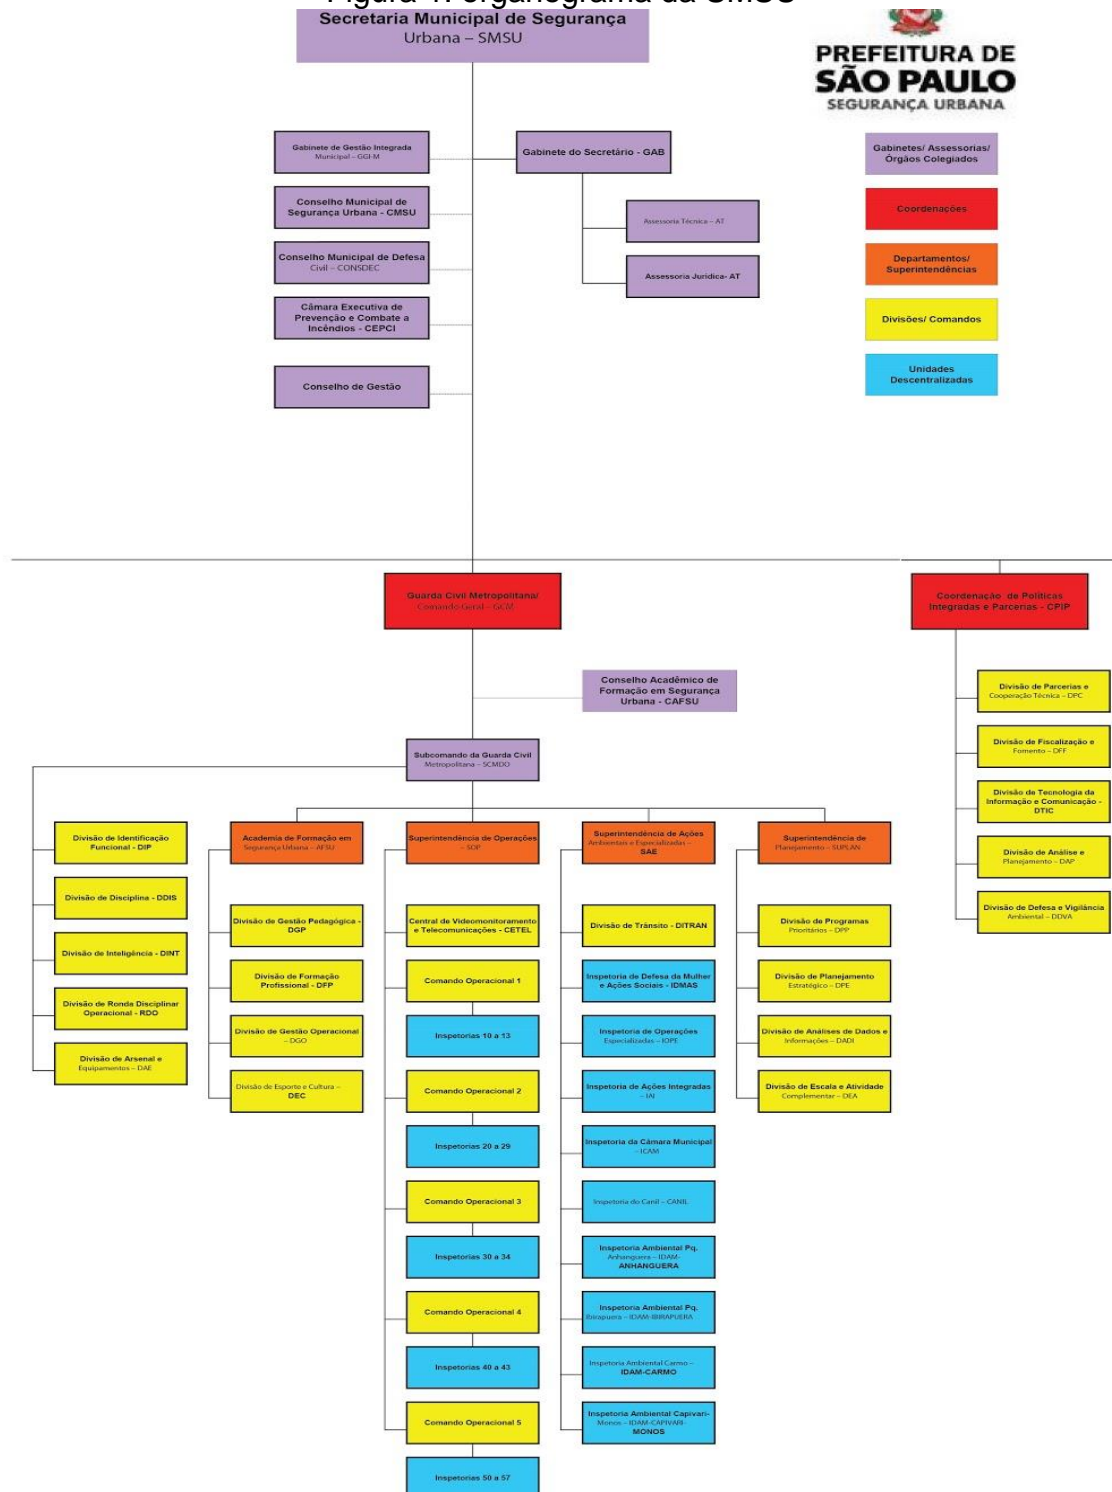 Figura 1: organograma da SMSU
Secretaria Municipal de Segurança
Urbana – SMSU
PREFEITURA DE
SÃO PAULO
SEGURANÇA URBANA
Gabinete de Gestão Integrada
Municipal – GGI-M
Gabinete do Secretário - GAB
Gabinetes/ Assessorias/
Órgãos Colegiados
Conselho Municipal de
Segurança Urbana - CMSU
Assessoria Técnica – AT
Coordenações
Conselho Municipal de Defesa
Civil – CONSDEC
Assessoria Jurídica- AT
Departamentos/
Superintendências
Câmara Executiva de
Prevenção e Combate a
Incêndios - CEPCI
Divisões/ Comandos
Conselho de Gestão
Unidades
Descentralizadas
Guarda Civil Metropolitana/
Comando Geral – GCM
Coordenação de Políticas
Integradas e Parcerias - CPIP
Conselho Acadêmico de
Formação em Segurança
Urbana - CAFSU
Subcomando da Guarda Civil
Metropolitana – SCMDO
Divisão de Parcerias e
Cooperação Técnica – DPC
Divisão de Fiscalização e
Fomento – DFF
Divisão de Tecnologia da
Informação e Comunicação -
DTIC
Divisão de Análise e
Planejamento – DAP
Divisão de Defesa e Vigilância
Ambiental – DDVA
Divisão de Identificação
Funcional - DIP
Divisão de Disciplina - DDIS
Divisão de Inteligência - DINT
Divisão de Ronda Disciplinar
Operacional - RDO
Divisão de Arsenal e
Equipamentos – DAE
Academia de Formação em
Segurança Urbana – AFSU
Divisão de Gestão Pedagógica -
DGP
Divisão de Formação
Profissional - DFP
Divisão de Gestão Operacional
– DGO
Divisão de Esporte e Cultura –
DEC
Superintendência de Operações
– SOP
Central de Videomonitoramento
e Telecomunicações - CETEL
Comando Operacional 1
Inspetorias 10 a 13
Comando Operacional 2
Inspetorias 20 a 29
Comando Operacional 3
Inspetorias 30 a 34
Comando Operacional 4
Inspetorias 40 a 43
Comando Operacional 5
Inspetorias 50 a 57
Superintendência de Ações
Ambientais e Especializadas –
SAE
Divisão de Trânsito - DITRAN
Inspetoria de Defesa da Mulher
e Ações Sociais - IDMAS
Inspetoria de Operações
Especializadas – IOPE
Inspetoria de Ações Integradas
– IAI
Inspetoria da Câmara Municipal
– ICAM
Inspetoria do Canil – CANIL
Inspetoria Ambiental Pq.
Anhanguera – IDAM-
ANHANGUERA
Inspetoria Ambiental Pq.
Ibirapuera – IDAM-IBIRAPUERA
Inspetoria Ambiental Carmo –
IDAM-CARMO
Inspetoria Ambiental Capivari-
Monos – IDAM-CAPIVARI-
MONOS
Superintendência de
Planejamento – SUPLAN
Divisão de Programas
Prioritários – DPP
Divisão de Planejamento
Estratégico – DPE
Divisão de Análises de Dados e
Informações – DADI
Divisão de Escala e Atividade
Complementar – DEA